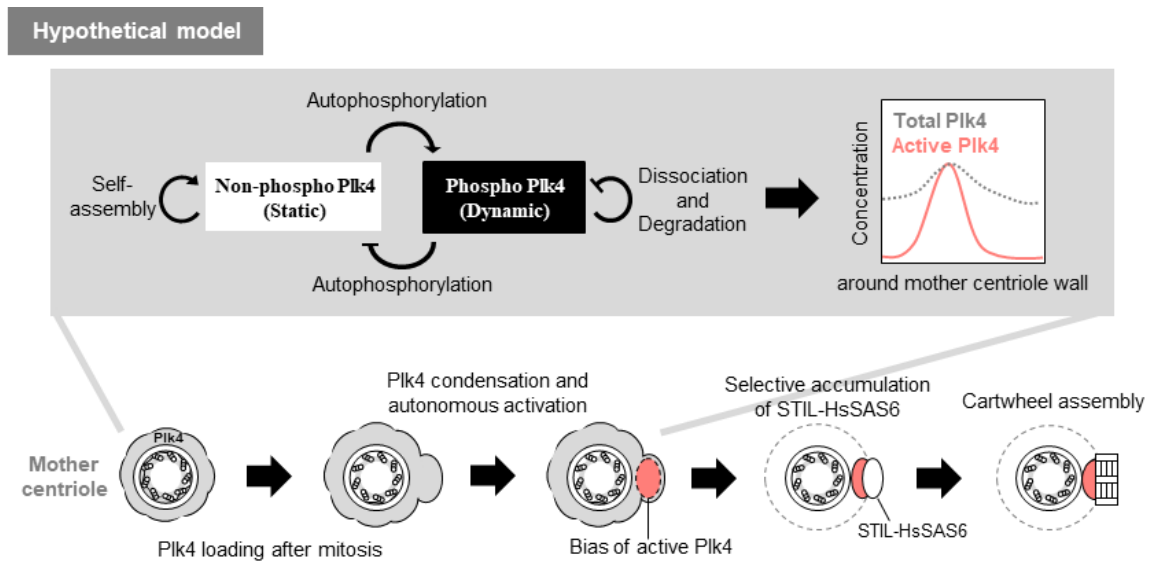 Hypothetical model
Autophosphorylation
Self-
assembly
Non-phospho Plk4
(Static)
Phospho Plk4
(Dynamic)
Dissociation
and
Degradation
Autophosphorylation
Concentration
Total Plk4
Active Plk4
around mother centriole wall
Plk4 condensation and
autonomous activation
Selective accumulation
of STIL-HsSAS6
Cartwheel assembly
Mother
centriole
Plk4
Plk4 loading after mitosis
Bias of active Plk4
STIL-HsSAS6